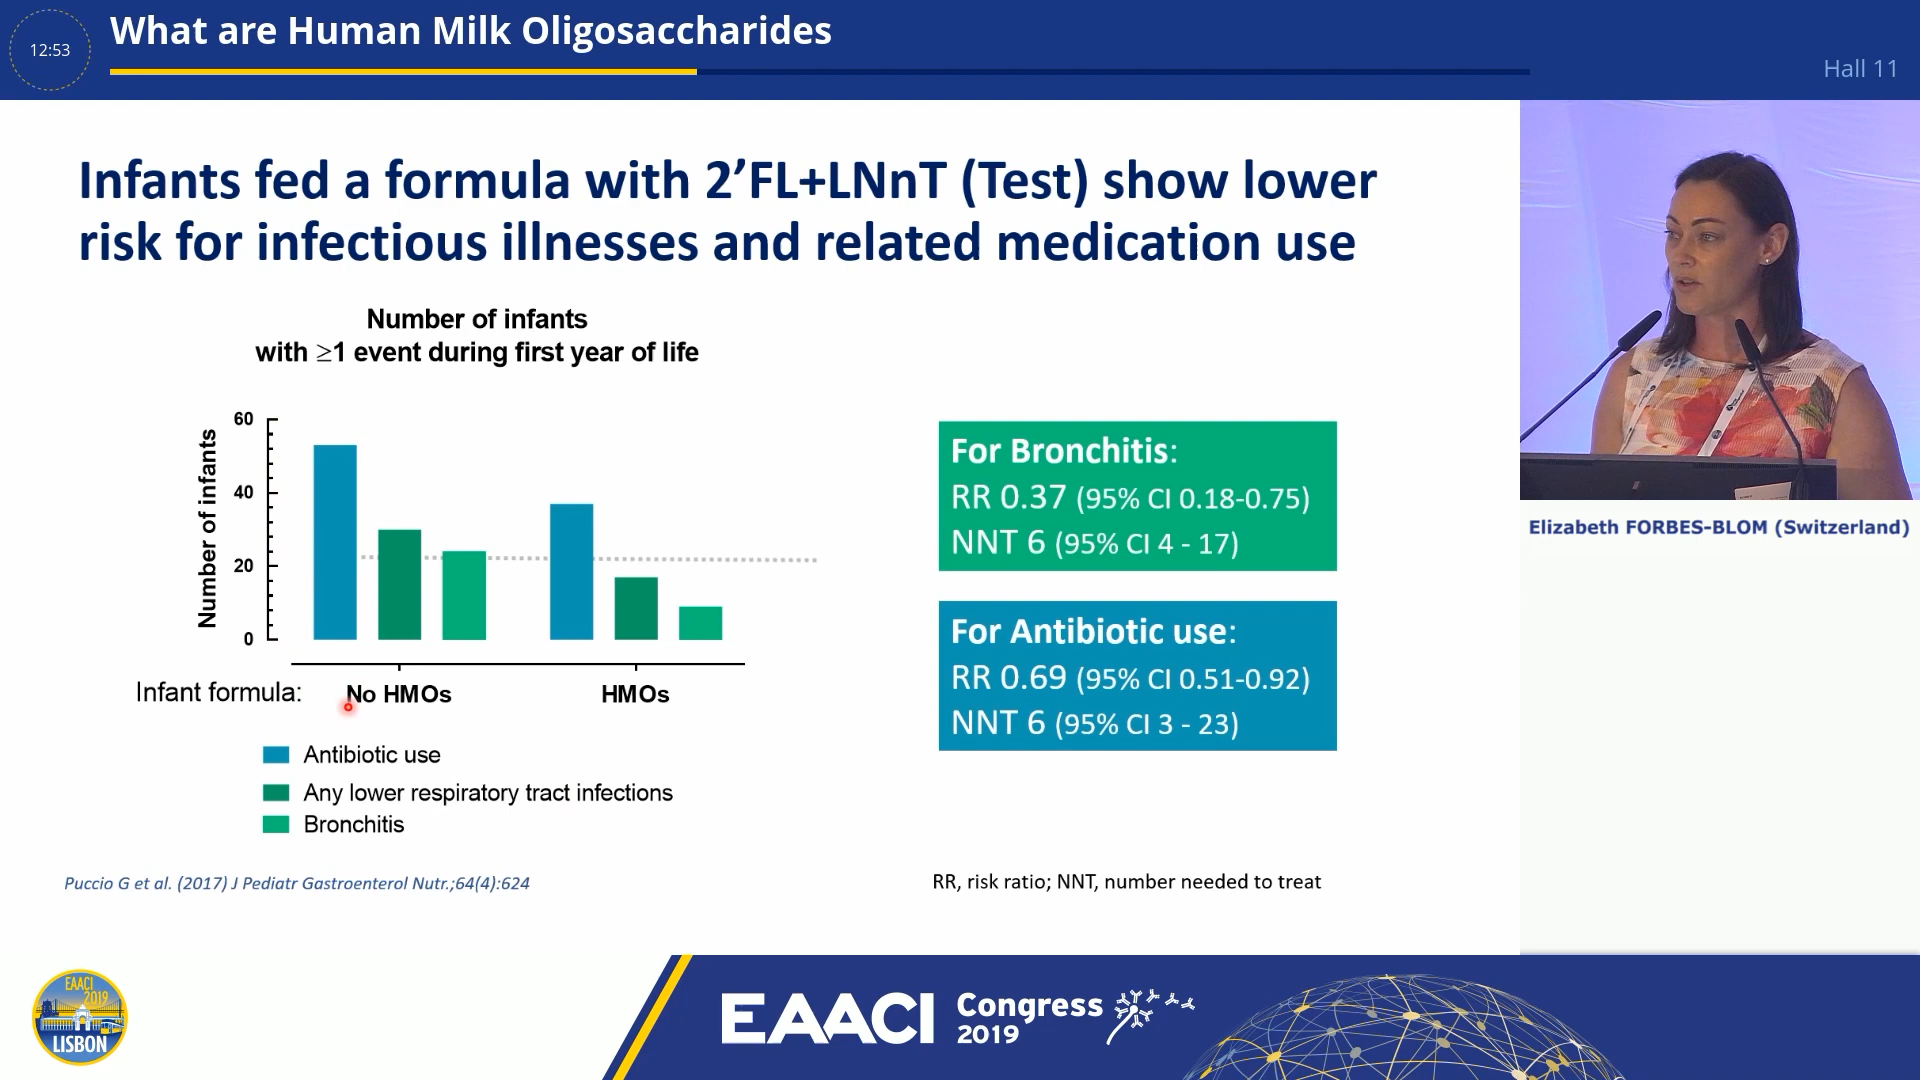 12:53
What are Human Milk Oligosaccharides
Hall 11
Infants fed a formula with 2’FL+LNnT (Test) show lower
risk for infectious illnesses and related medication use
Number of infants
with ≥1 event during first year of life
Number of infants
60
40
20
0
Infant formula:
No HMOs
HMOs
Antibiotic use
Any lower respiratory tract infections
Bronchitis
For Bronchitis:
RR 0.37 (95% CI 0.18-0.75)
NNT 6 (95% CI 4 - 17)
For Antibiotic use:
RR 0.69 (95% CI 0.51-0.92)
NNT 6 (95% CI 3 - 23)
Puccio G et al. (2017) J Pediatr Gastroenterol Nutr.;64(4):624
RR, risk ratio; NNT, number needed to treat
Elizabeth FORBES-BLOM (Switzerland)
EAACI
2019
LISBON
EAACI Congress
2019